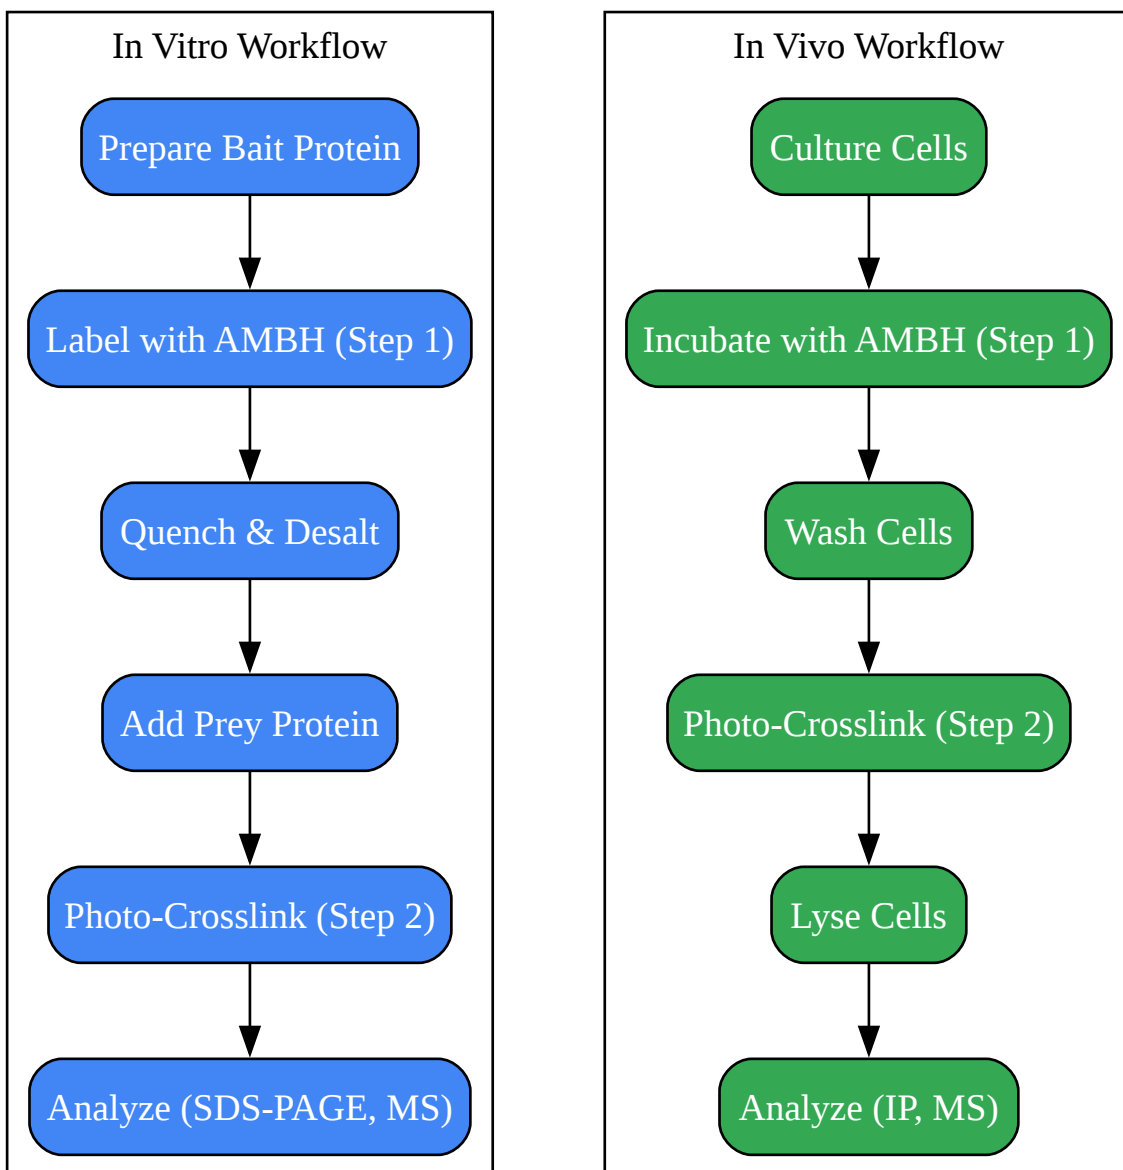 In Vitro Workflow
Prepare Bait Protein
Label with AMBH (Step 1)
Quench & Desalt
Add Prey Protein
Photo-Crosslink (Step 2)
Analyze (SDS-PAGE, MS)
In Vivo Workflow
Culture Cells
Incubate with AMBH (Step 1)
Wash Cells
Photo-Crosslink (Step 2)
Lyse Cells
Analyze (IP, MS)